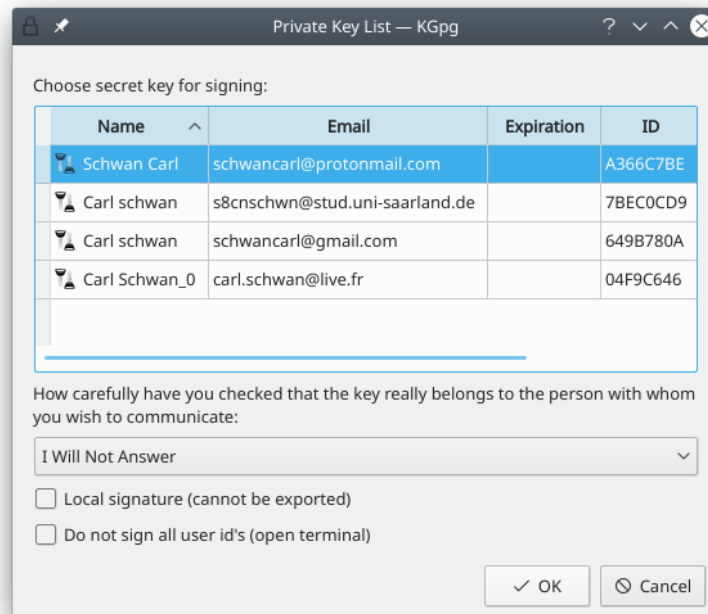 Private Key List — KGpg
Choose secret key for signing:
Name Email Expiration ID
Schwan Carl schwancarl@protonmail.com A366C7BE
Carl schwan s8cnschwn@stud.uni-saarland.de 7BEC0CD9
Carl schwan schwancarl@gmail.com 649B780A
Carl Schwan_0 carl.schwan@live.fr 04F9C646
How carefully have you checked that the key really belongs to the person with whom
you wish to communicate:
I Will Not Answer
Local signature (cannot be exported)
Do not sign all user id's (open terminal)
OK Cancel